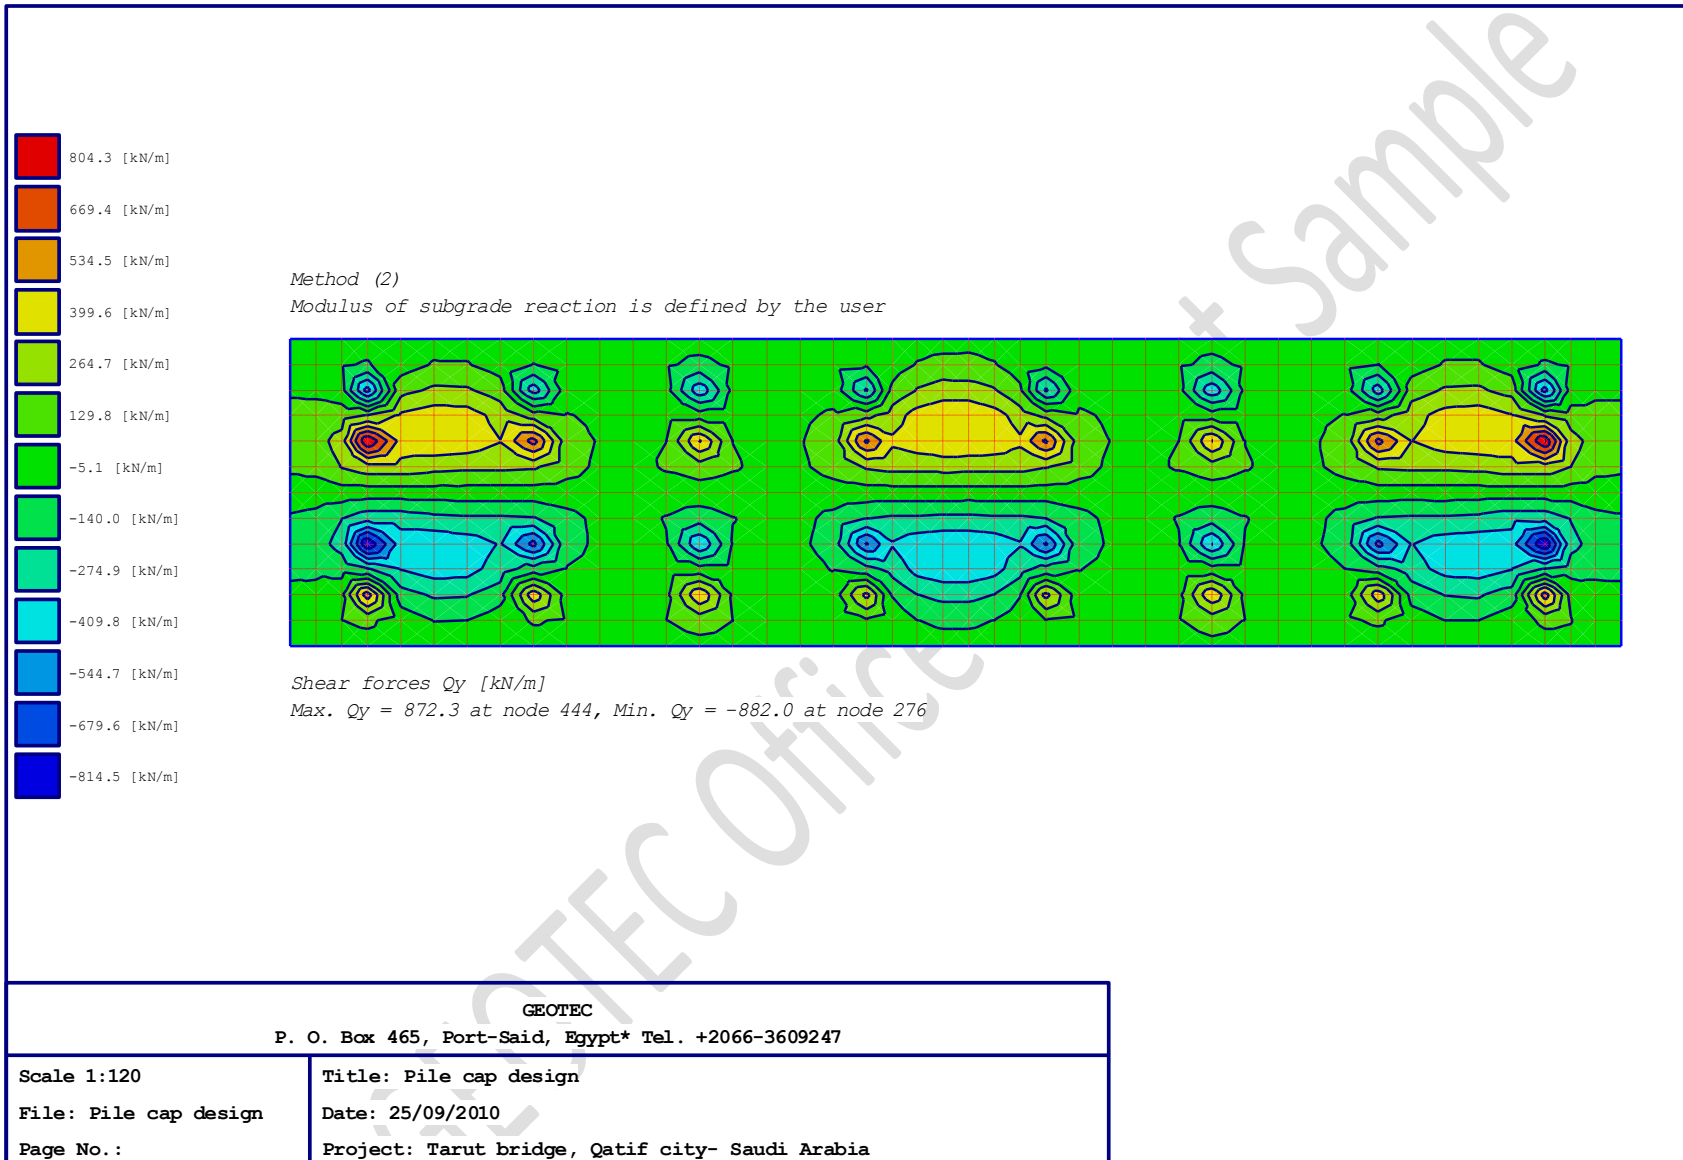 804.3 [kN/m]
669.4 [kN/m]
534.5 [kN/m]
399.6 [kN/m]
264.7 [kN/m]
129.8 [kN/m]
-5.1 [kN/m]
-140.0 [kN/m]
-274.9 [kN/m]
-409.8 [kN/m]
-544.7 [kN/m]
-679.6 [kN/m]
-814.5 [kN/m]
Method (2)
Modulus of subgrade reaction is defined by the user
Shear forces Qy [kN/m]
Max. Qy = 872.3 at node 444, Min. Qy = -882.0 at node 276
GEOTEC
P. O. Box 465, Port-Said, Egypt* Tel. +2066-3609247
Scale 1:120
File: Pile cap design
Page No.:
Title: Pile cap design
Date: 25/09/2010
Project: Tarut bridge, Qatif city- Saudi Arabia
GEOTEC Office
Sample